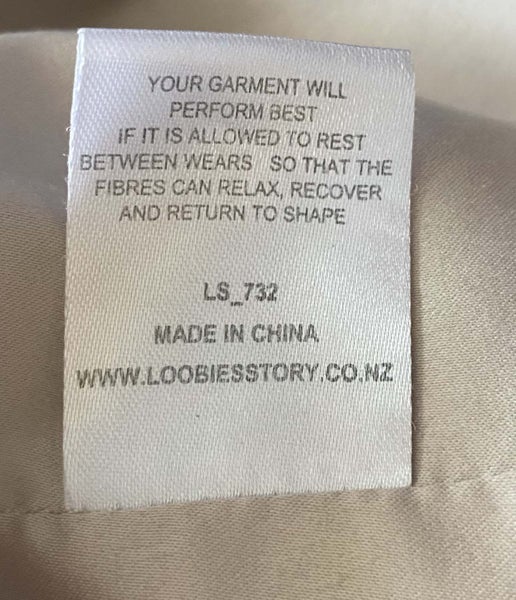 YOUR GARMENT WILL
PERFORM BEST
IF IT IS ALLOWED TO REST
BETWEEN WEARS SO THAT THE
FIBRES CAN RELAX, RECOVER
AND RETURN TO SHAPE
LS_732
MADE IN CHINA
WWW.LOOBIESSTORY.CO.NZ